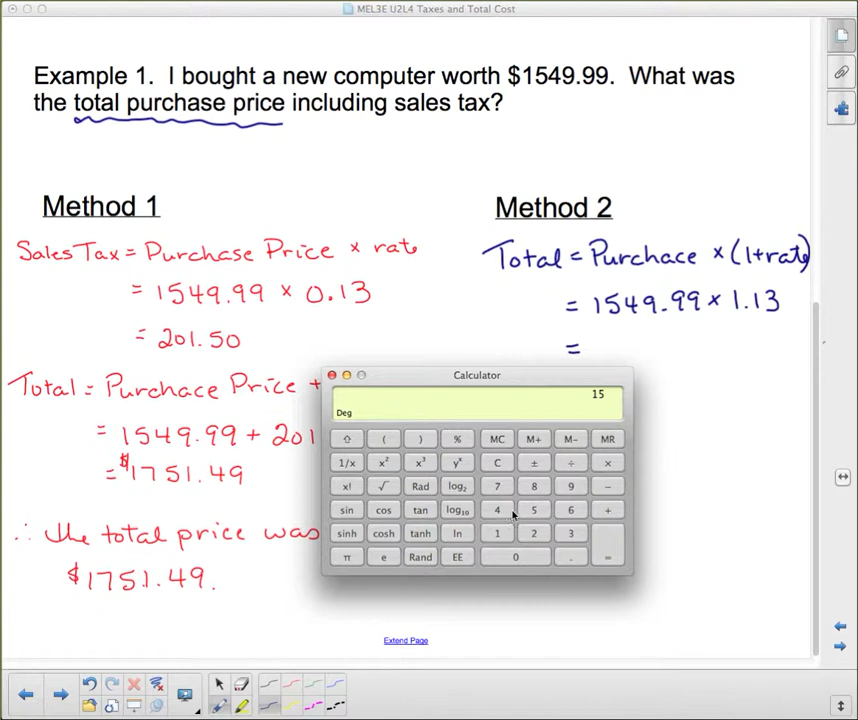 MEL3E U2L4 Taxes and Total Cost
Example 1. I bought a new computer worth $1549.99. What was
the total purchase price including sales tax?
Method 1
Sales Tax = Purchase Price × rate
= 1549.99 × 0.13
= 201.50
Total = Purchace Price +
= 1549.99 + 201
= $1751.49
∴ the total price was
$1751.49.
Method 2
Total = Purchace × (1+rate)
= 1549.99 × 1.13
=
Calculator
15
Deg
( ) % MC M+ M- MR
1/x x² x³ yˣ C ± ÷ ×
x! √ Rad log₂ 7 8 9 −
sin cos tan log₁₀ 4 5 6 +
sinh cosh tanh ln 1 2 3
π e Rand EE 0 . =
Extend Page